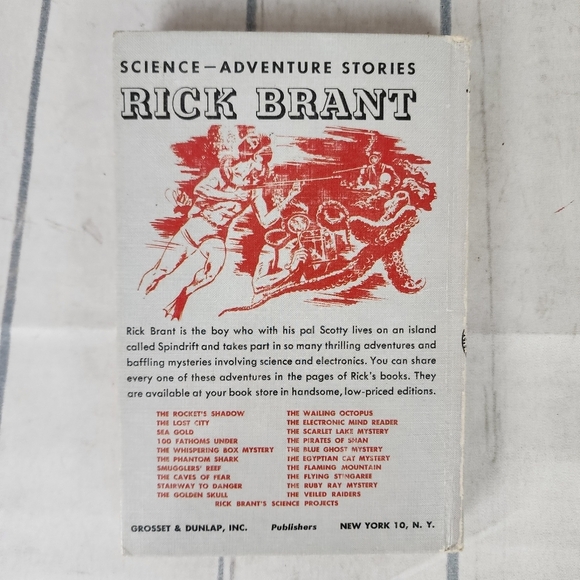 SCIENCE—ADVENTURE STORIES
RICK BRANT
Rick Brant is the boy who with his pal Scotty lives on an island
called Spindrift and takes part in so many thrilling adventures and
baffling mysteries involving science and electronics. You can share
every one of these adventures in the pages of Rick's books. They
are available at your book store in handsome, low-priced editions.
THE ROCKET'S SHADOW
THE LOST CITY
SEA GOLD
100 FATHOMS UNDER
THE WHISPERING BOX MYSTERY
THE PHANTOM SHARK
SMUGGLERS' REEF
THE CAVES OF FEAR
STAIRWAY TO DANGER
THE GOLDEN SKULL
THE WAILING OCTOPUS
THE ELECTRONIC MIND READER
THE SCARLET LAKE MYSTERY
THE PIRATES OF SHAN
THE BLUE GHOST MYSTERY
THE EGYPTIAN CAT MYSTERY
THE FLAMING MOUNTAIN
THE FLYING STINGAREE
THE RUBY RAY MYSTERY
THE VEILED RAIDERS
RICK BRANT'S SCIENCE PROJECTS
GROSSET & DUNLAP, INC. Publishers NEW YORK 10, N. Y.